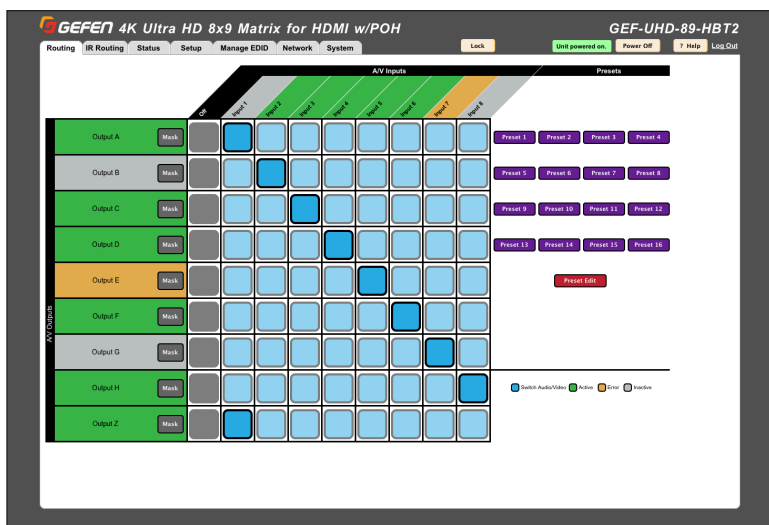 GEFEN 4K Ultra HD 8x9 Matrix for HDMI w/POH GEF-UHD-89-HBT2
Routing IR Routing Status Setup Manage EDID Network System Lock Unit powered on. Power Off ? Help Log Out
A/V Inputs Presets
Off Input 1 Input 2 Input 3 Input 4 Input 5 Input 6 Input 7 Input 8
A/V Outputs
Output A Mask Preset 1 Preset 2 Preset 3 Preset 4
Output B Mask Preset 5 Preset 6 Preset 7 Preset 8
Output C Mask Preset 9 Preset 10 Preset 11 Preset 12
Output D Mask Preset 13 Preset 14 Preset 15 Preset 16
Output E Mask Preset Edit
Output F Mask
Output G Mask
Output H Mask Switch Audio/Video Active Error Inactive
Output Z Mask